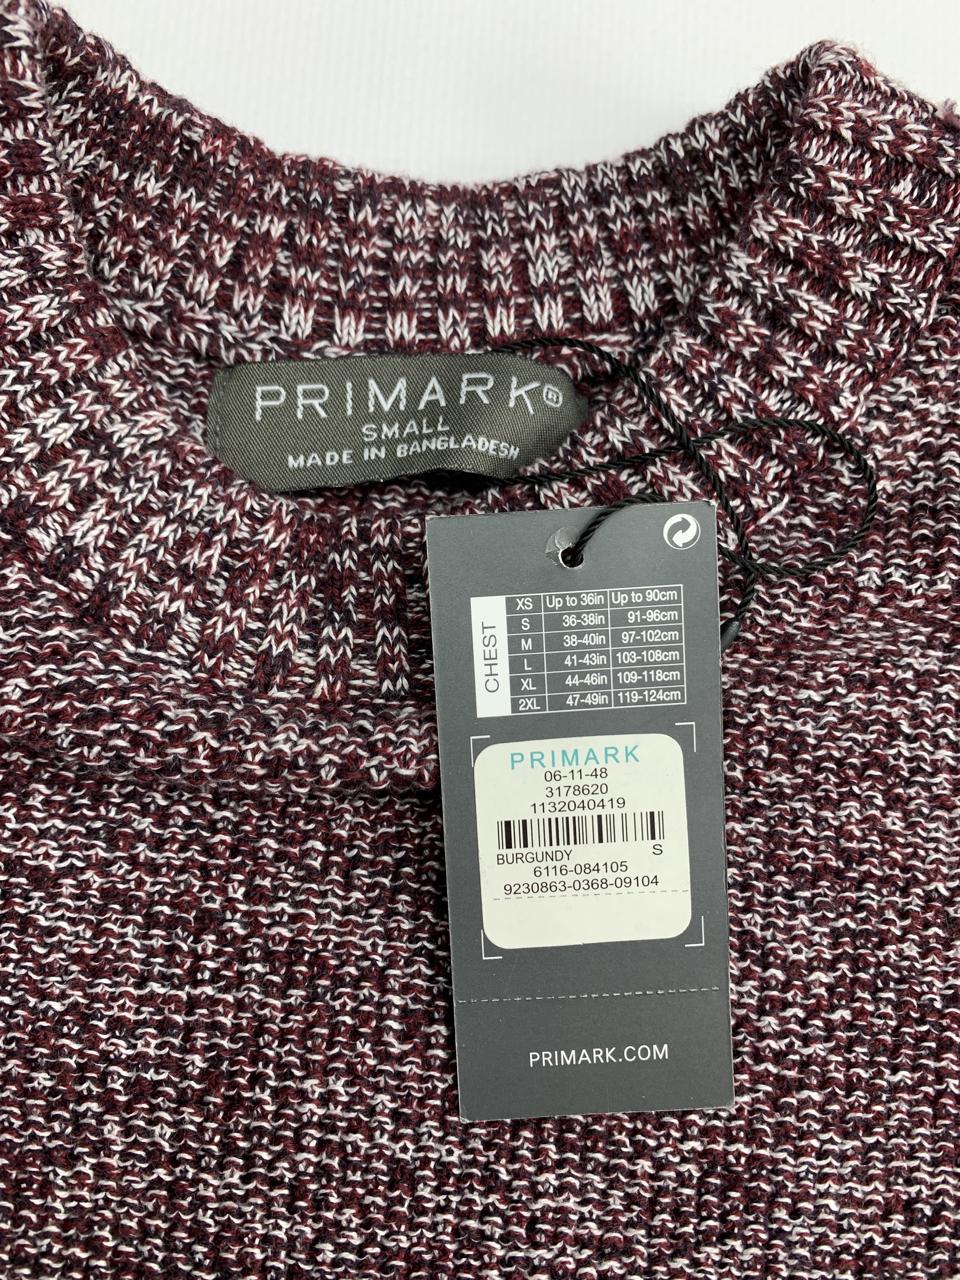 PRIMARK®
SMALL
MADE IN BANGLADESH
CHEST
XS Up to 36in Up to 90cm
S 36-38in 91-96cm
M 38-40in 97-102cm
L 41-43in 103-108cm
XL 44-46in 109-118cm
2XL 47-49in 119-124cm
PRIMARK
06-11-48
3178620
1132040419
BURGUNDY S
6116-084105
9230863-0368-09104
PRIMARK.COM